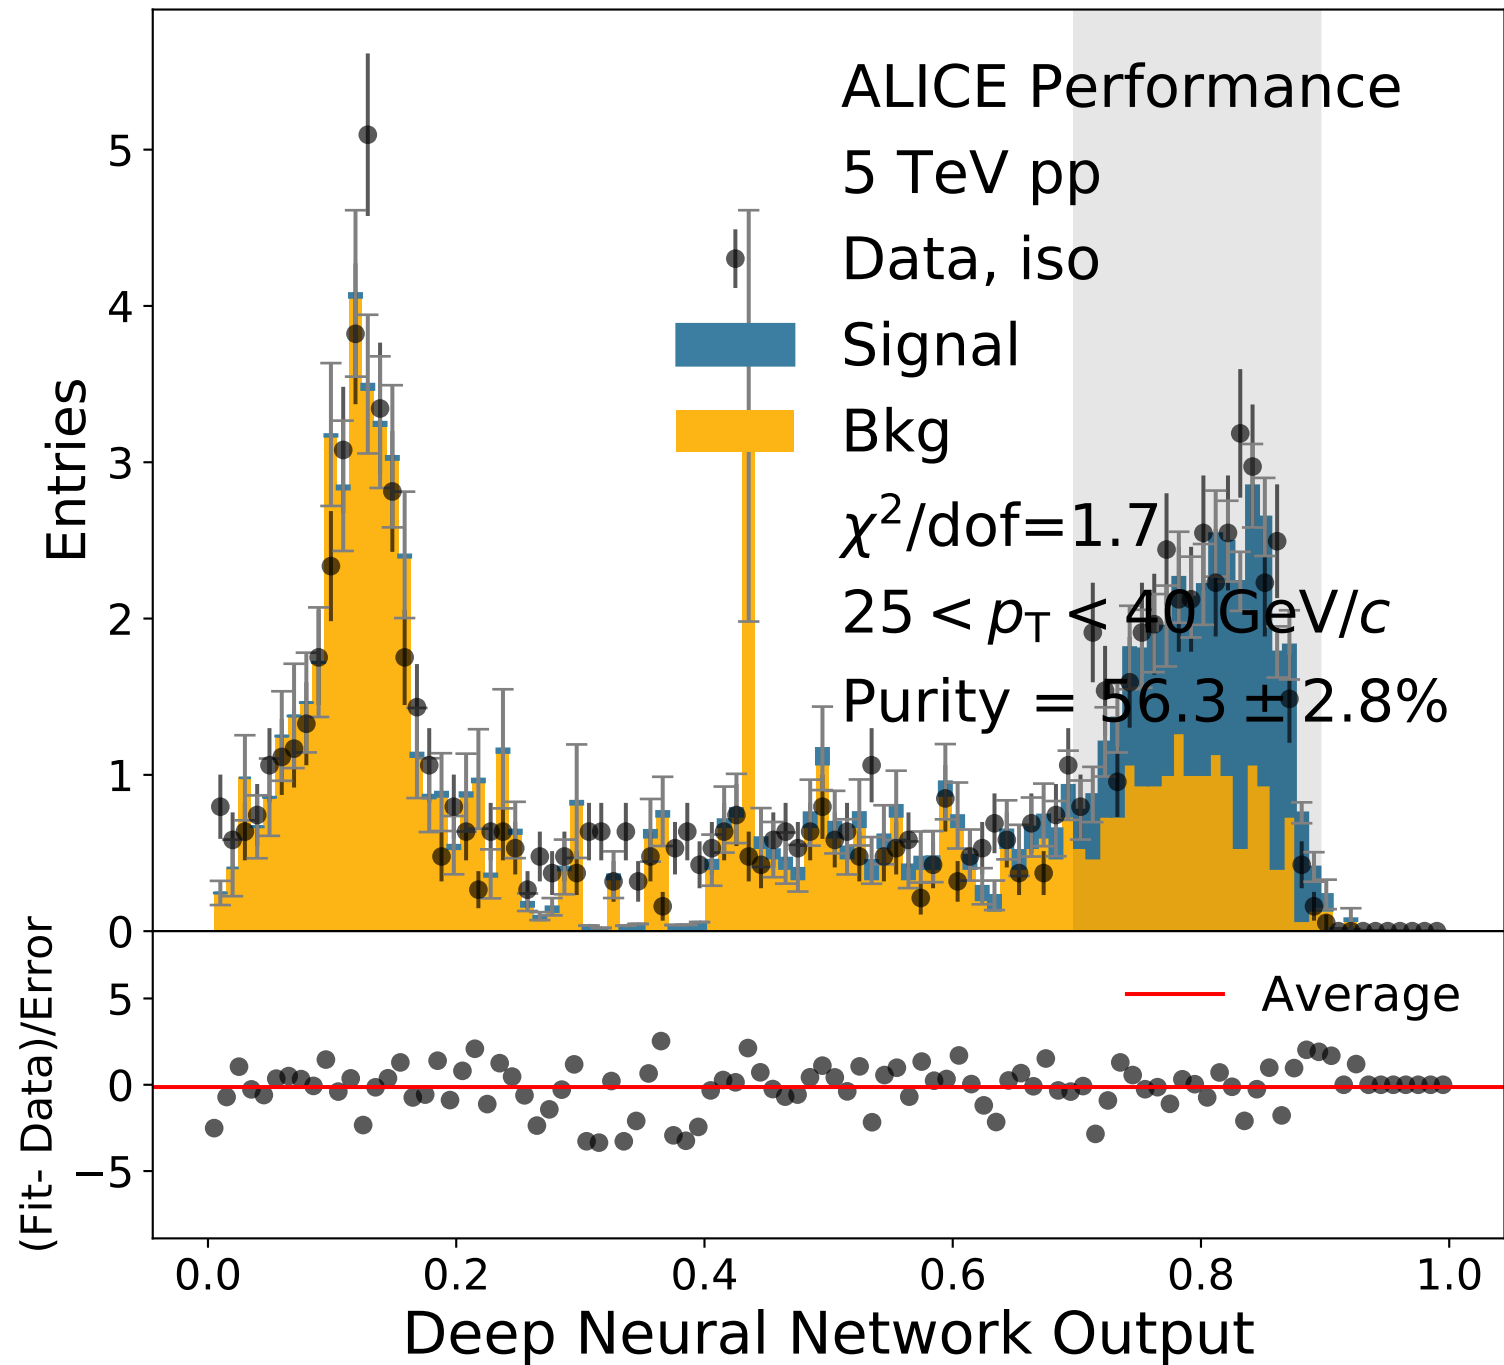 ALICE Performance
5 TeV pp
Data, iso
Signal
Bkg
χ²/dof=1.7
25 < pT < 40 GeV/c
Purity = 56.3 ± 2.8%
Entries
5
4
3
2
1
0
Average
(Fit- Data)/Error
5
0
−5
0.0 0.2 0.4 0.6 0.8 1.0
Deep Neural Network Output